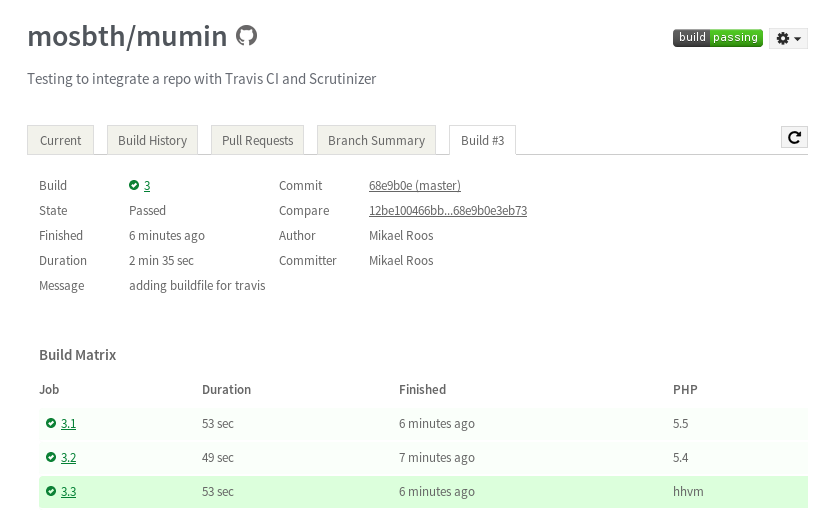 mosbth/mumin
build passing
Testing to integrate a repo with Travis CI and Scrutinizer
Current Build History Pull Requests Branch Summary Build #3
Build 3 Commit 68e9b0e (master)
State Passed Compare 12be100466bb...68e9b0e3eb73
Finished 6 minutes ago Author Mikael Roos
Duration 2 min 35 sec Committer Mikael Roos
Message adding buildfile for travis
Build Matrix
Job Duration Finished PHP
3.1 53 sec 6 minutes ago 5.5
3.2 49 sec 7 minutes ago 5.4
3.3 53 sec 6 minutes ago hhvm